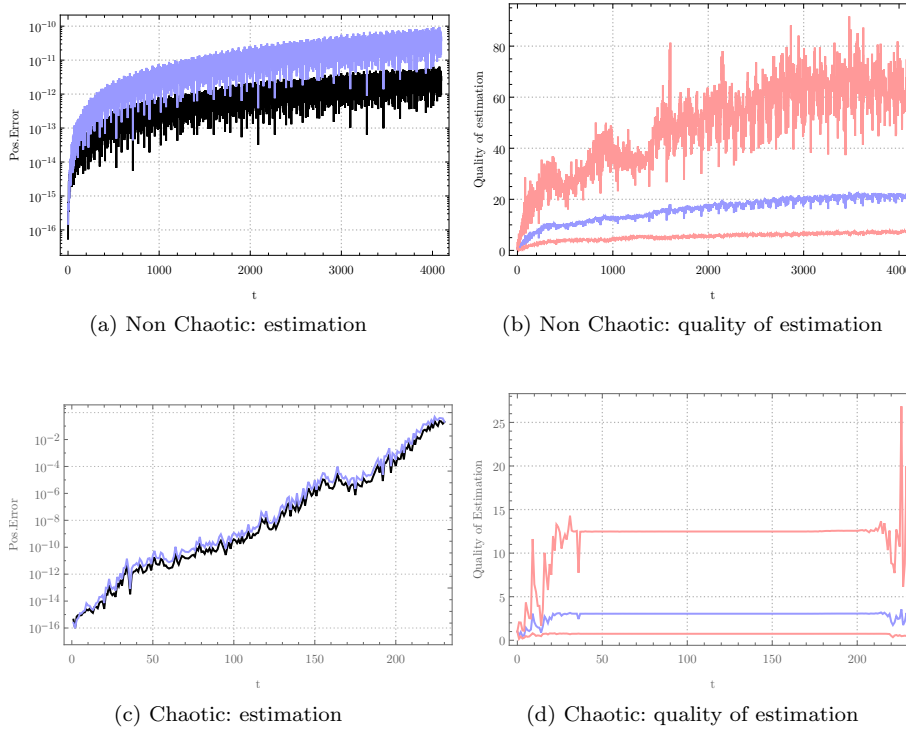 10^-10
10^-11
10^-12
10^-13
10^-14
10^-15
10^-16
Pos.Error
0 1000 2000 3000 4000
t
(a) Non Chaotic: estimation
80
60
40
20
0
Quality of estimation
0 1000 2000 3000 4000
t
(b) Non Chaotic: quality of estimation
10^-2
10^-4
10^-6
10^-8
10^-10
10^-12
10^-14
10^-16
Pos.Error
0 50 100 150 200
t
(c) Chaotic: estimation
25
20
15
10
5
0
Quality of Estimation
0 50 100 150 200
t
(d) Chaotic: quality of estimation